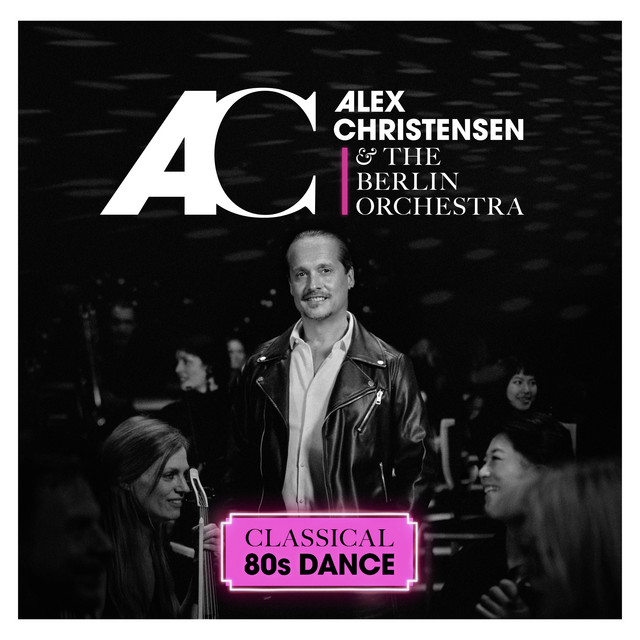 AC
ALEX
CHRISTENSEN
& THE
BERLIN
ORCHESTRA
CLASSICAL
80s DANCE